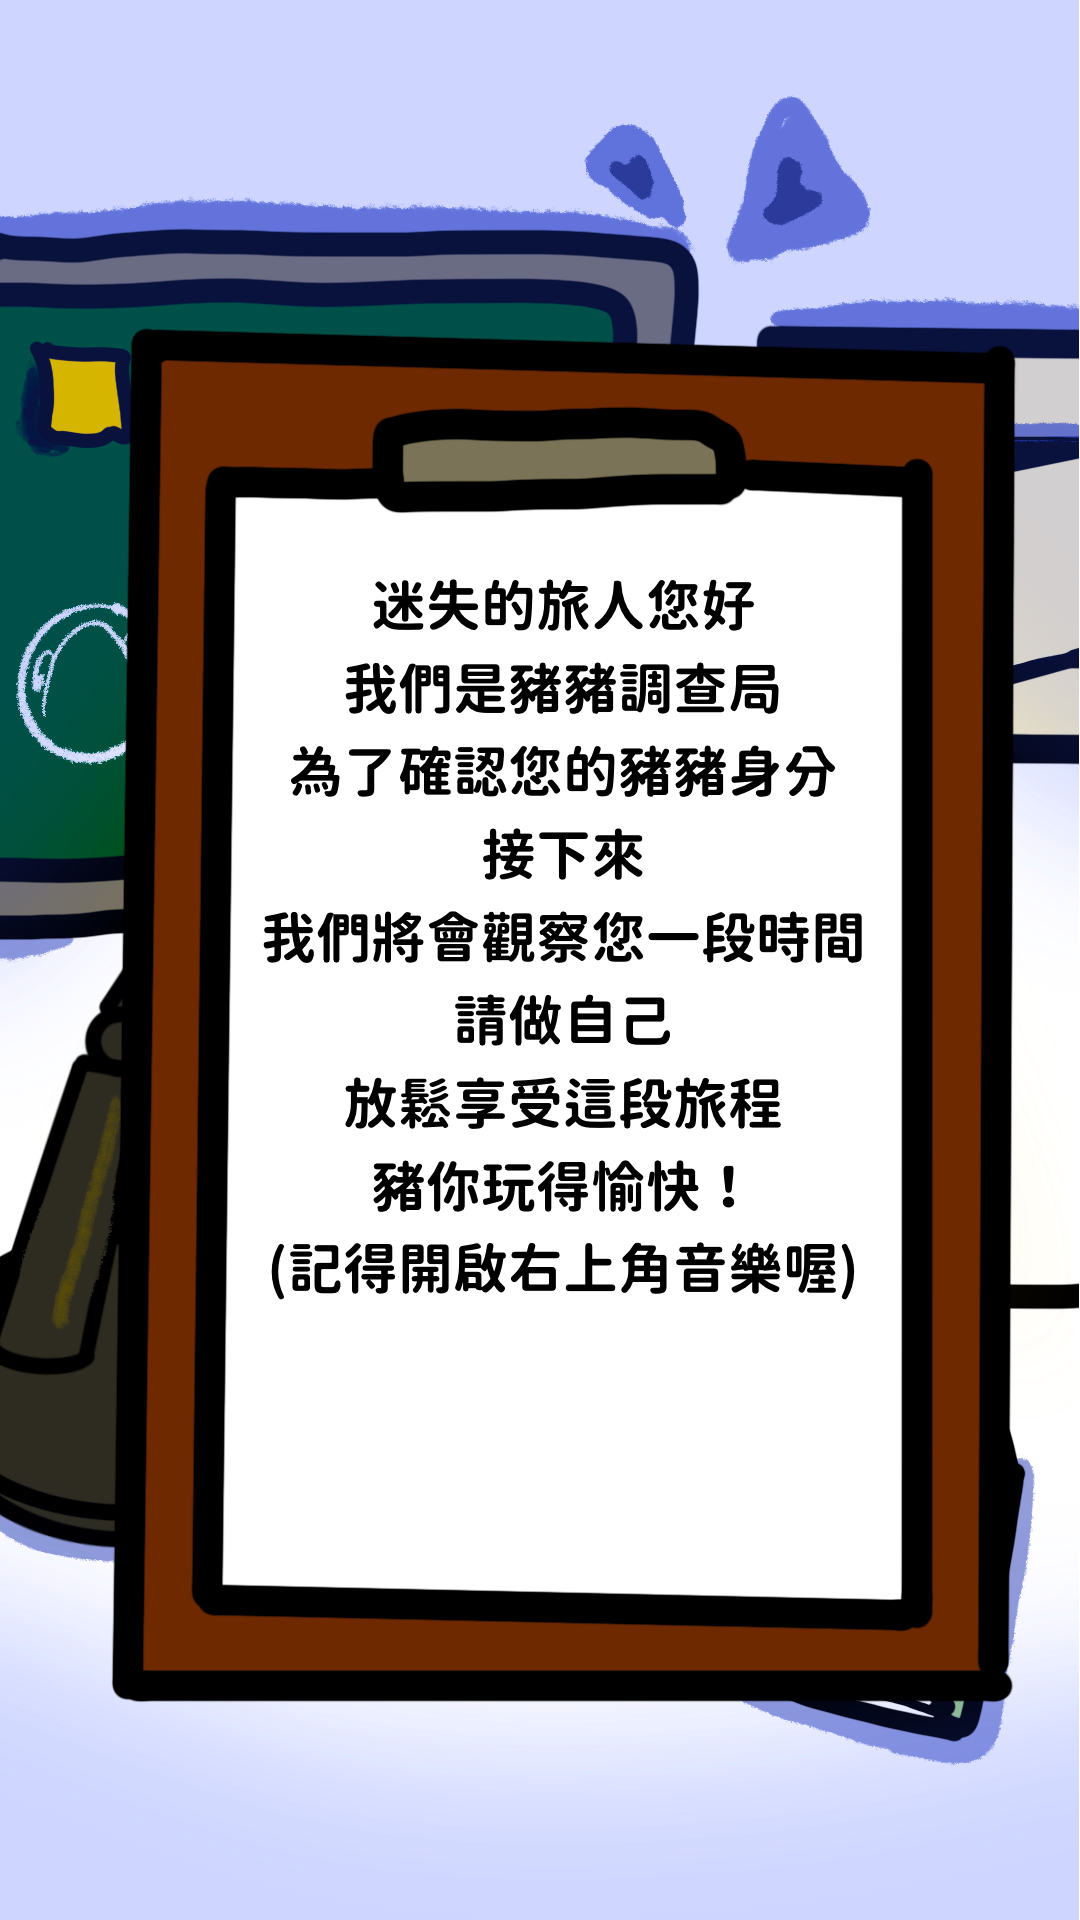 迷失的旅人您好
我們是豬豬調查局
為了確認您的豬豬身分
接下來
我們將會觀察您一段時間
請做自己
放鬆享受這段旅程
豬你玩得愉快！
(記得開啟右上角音樂喔)